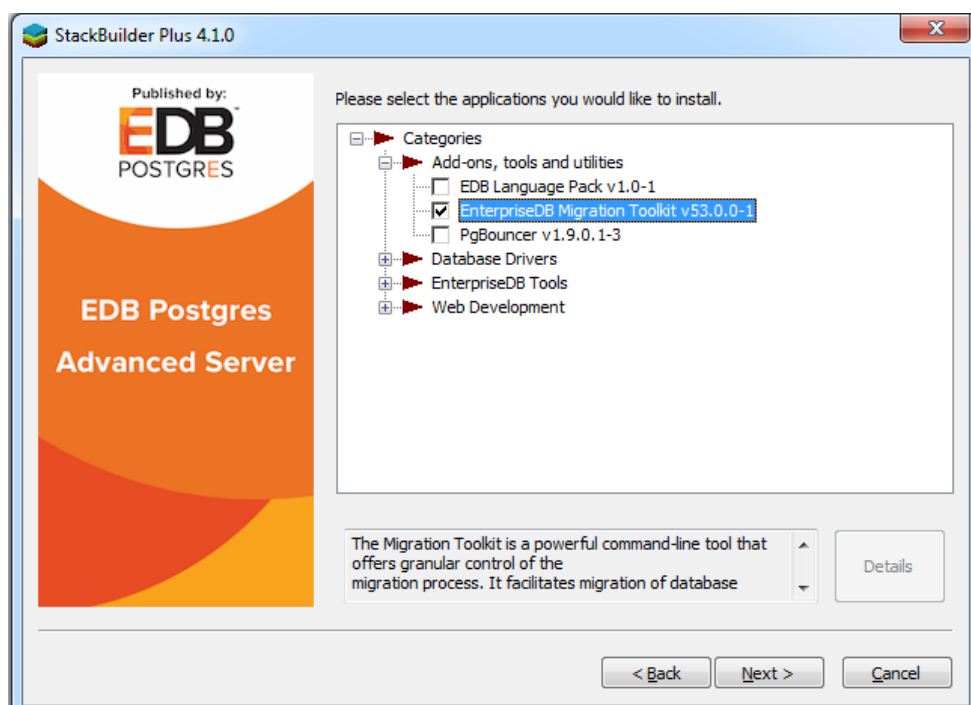 StackBuilder Plus 4.1.0
X
Published by:
EDB
POSTGRES
EDB Postgres
Advanced Server
Please select the applications you would like to install.
Categories
Add-ons, tools and utilities
EDB Language Pack v1.0-1
EnterpriseDB Migration Toolkit v53.0.0-1
PgBouncer v1.9.0.1-3
Database Drivers
EnterpriseDB Tools
Web Development
The Migration Toolkit is a powerful command-line tool that
offers granular control of the
migration process. It facilitates migration of database
Details
< Back
Next >
Cancel